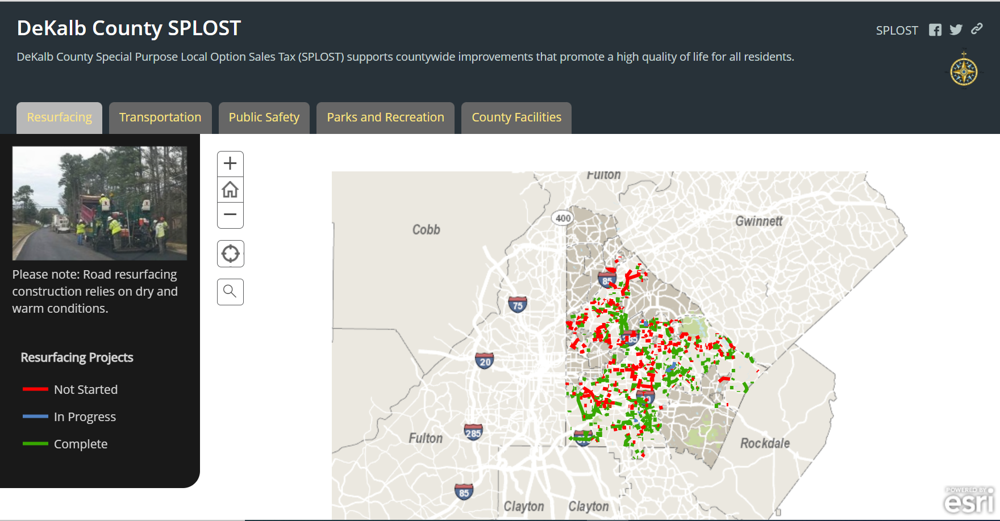 DeKalb County SPLOST
SPLOST
DeKalb County Special Purpose Local Option Sales Tax (SPLOST) supports countywide improvements that promote a high quality of life for all residents.
Resurfacing
Transportation
Public Safety
Parks and Recreation
County Facilities
Please note: Road resurfacing
construction relies on dry and
warm conditions.
Resurfacing Projects
Not Started
In Progress
Complete
Fulton
400
Gwinnett
Cobb
85
75
20
Fulton
285
Rockdale
85
Clayton
Clayton
POWERED BY
esri